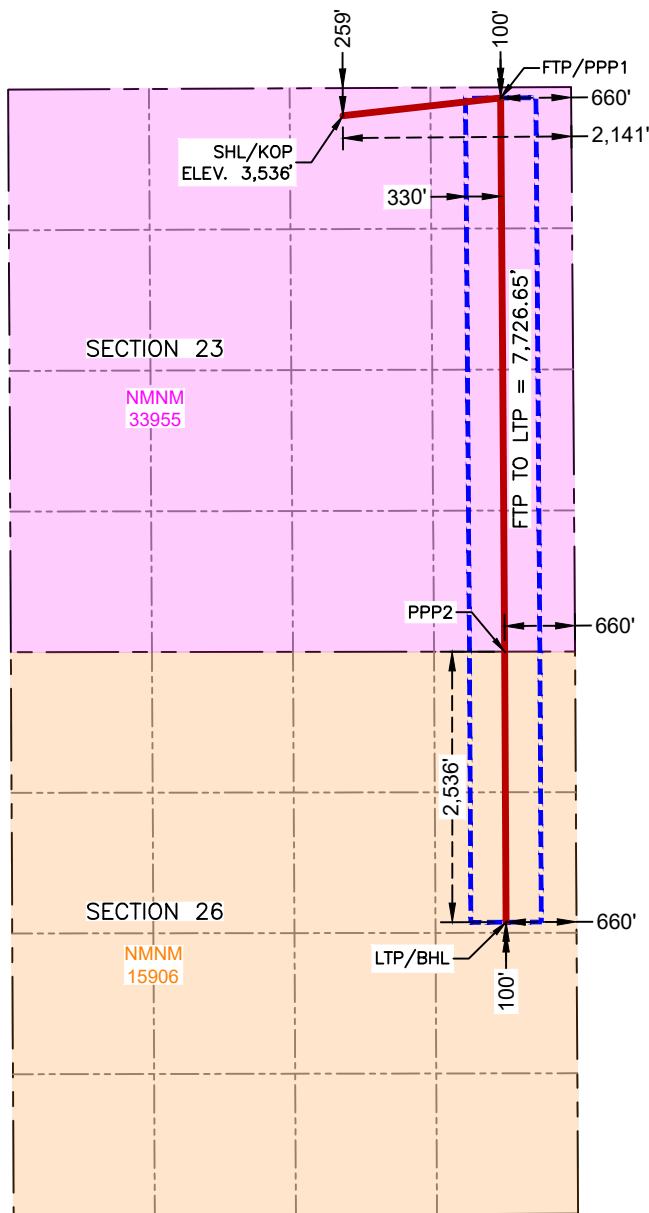 259'
100'
FTP/PPP1
660'
2,141'
SHL/KOP
ELEV. 3,536'
330'
FTP TO LTP = 7,726.65'
SECTION 23
NMNM
33955
PPP2
660'
2,536'
SECTION 26
NMNM
15906
660'
LTP/BHL
100'